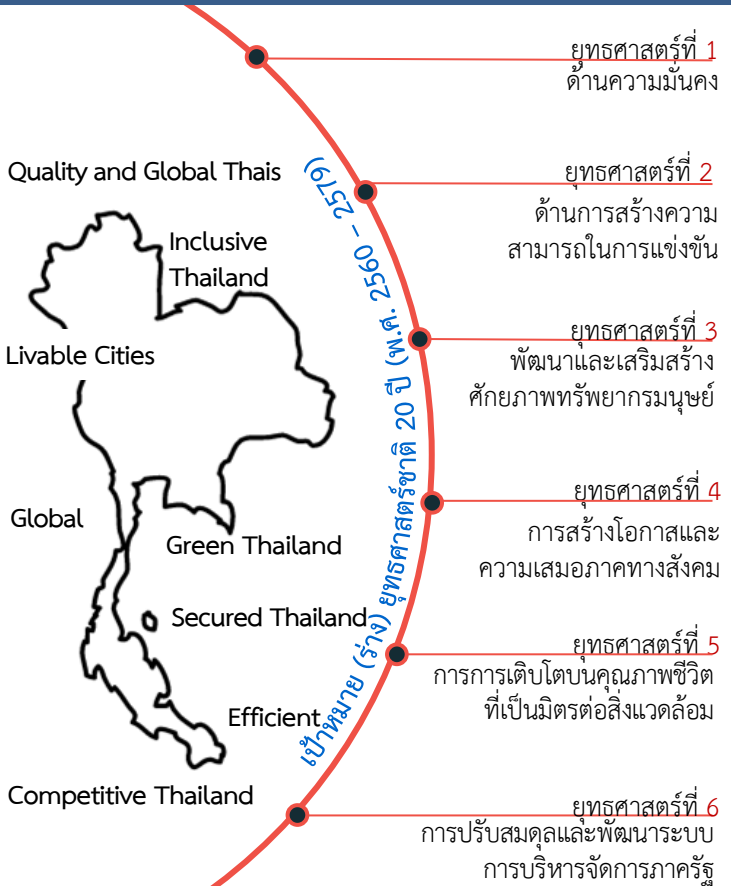 Quality and Global Thais
Inclusive
Thailand
Livable Cities
Global
Green Thailand
Secured Thailand
Efficient
Competitive Thailand
เป้าหมาย (ร่าง) ยุทธศาสตร์ชาติ 20 ปี (พ.ศ. 2560 – 2579)
ยุทธศาสตร์ที่ 1
ด้านความมั่นคง
ยุทธศาสตร์ที่ 2
ด้านการสร้างความ
สามารถในการแข่งขัน
ยุทธศาสตร์ที่ 3
พัฒนาและเสริมสร้าง
ศักยภาพทรัพยากรมนุษย์
ยุทธศาสตร์ที่ 4
การสร้างโอกาสและ
ความเสมอภาคทางสังคม
ยุทธศาสตร์ที่ 5
การการเติบโตบนคุณภาพชีวิต
ที่เป็นมิตรต่อสิ่งแวดล้อม
ยุทธศาสตร์ที่ 6
การปรับสมดุลและพัฒนาระบบ
การบริหารจัดการภาครัฐ